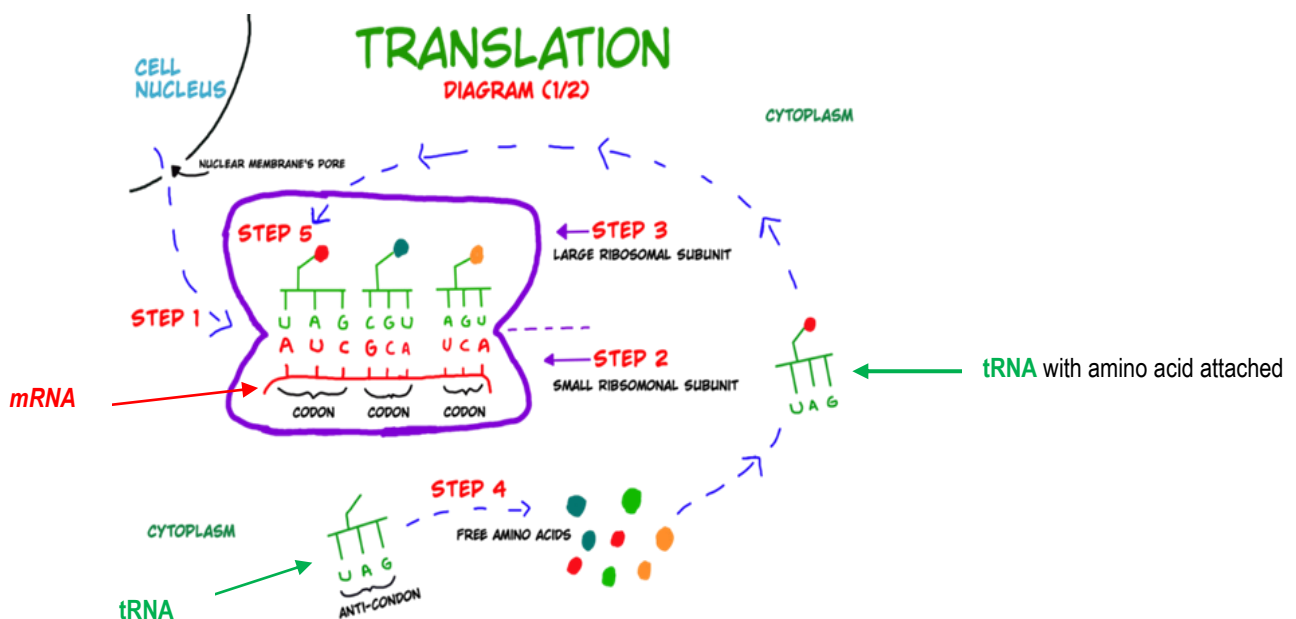 TRANSLATION
DIAGRAM (1/2)
CELL
NUCLEUS
CYTOPLASM
NUCLEAR MEMBRANE'S PORE
STEP 5
STEP 3
LARGE RIBOSOMAL SUBUNIT
STEP 1
U A G C G U A G U
A U C G C A U C A
STEP 2
SMALL RIBSOMONAL SUBUNIT
mRNA
CODON CODON CODON
tRNA with amino acid attached
U A G
STEP 4
FREE AMINO ACIDS
CYTOPLASM
U A G
ANTI-CONDON
tRNA